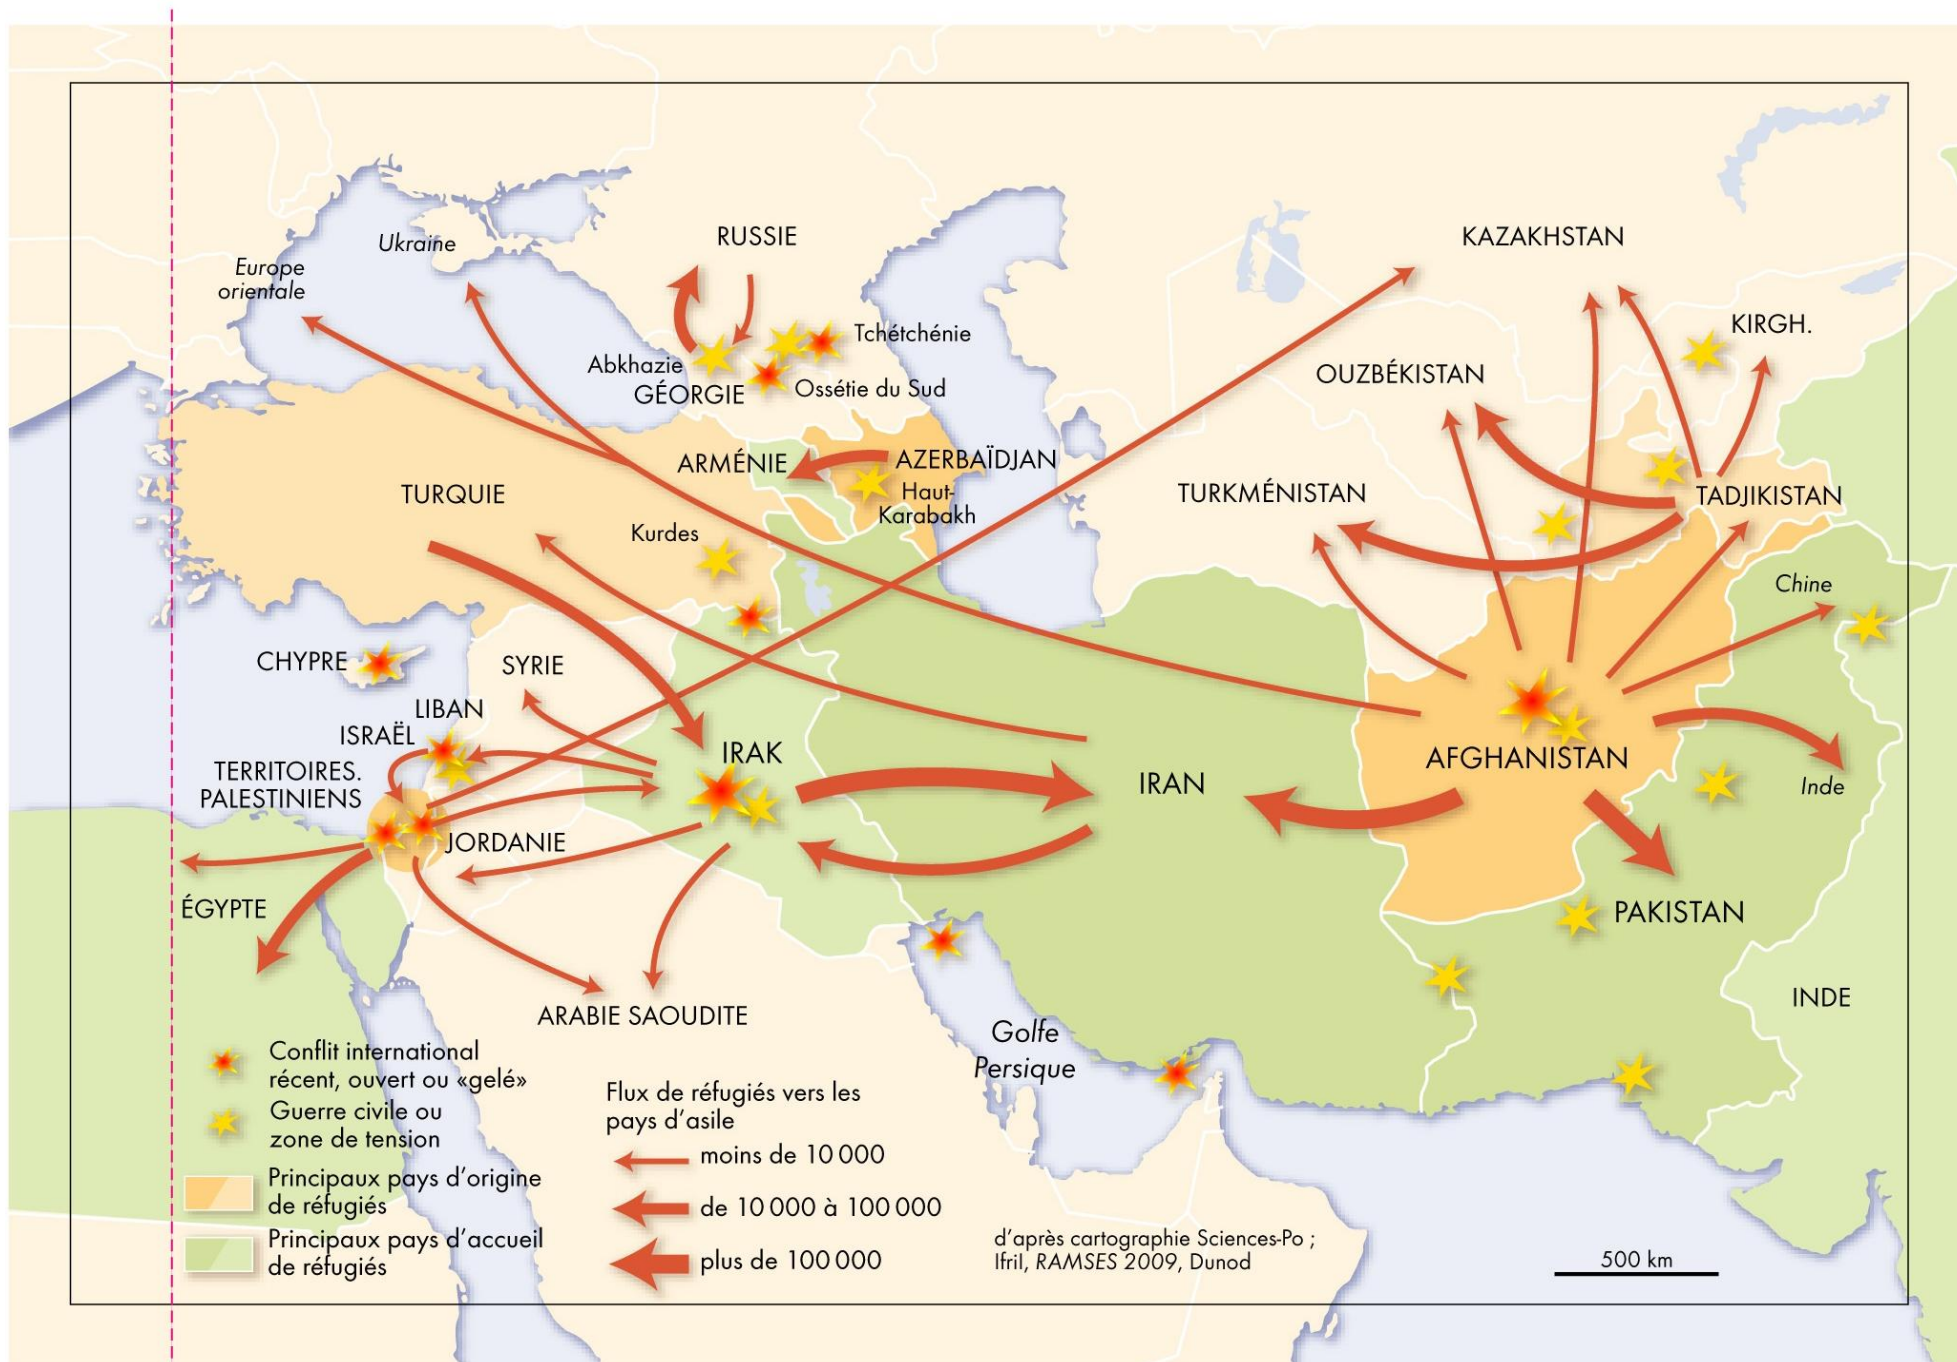 RUSSIE
KAZAKHSTAN
Ukraine
Europe
orientale
KIRGH.
Tchétchénie
Abkhazie
GÉORGIE
Ossétie du Sud
OUZBÉKISTAN
ARMÉNIE
AZERBAÏDJAN
Haut-
Karabakh
TURQUIE
TURKMÉNISTAN
TADJIKISTAN
Kurdes
Chine
CHYPRE
SYRIE
LIBAN
ISRAËL
TERRITOIRES.
PALESTINIENS
IRAK
IRAN
AFGHANISTAN
Inde
JORDANIE
ÉGYPTE
PAKISTAN
INDE
ARABIE SAOUDITE
Golfe
Persique
Conflit international
récent, ouvert ou «gelé»
Guerre civile ou
zone de tension
Principaux pays d'origine
de réfugiés
Principaux pays d'accueil
de réfugiés
Flux de réfugiés vers les
pays d'asile
moins de 10 000
de 10 000 à 100 000
plus de 100 000
d'après cartographie Sciences-Po ;
Ifril, RAMSES 2009, Dunod
500 km